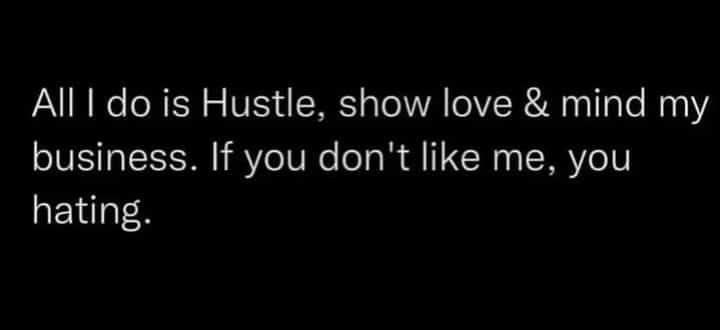 All I do is Hustle, show love & mind my
business. If you don't like me, you
hating.